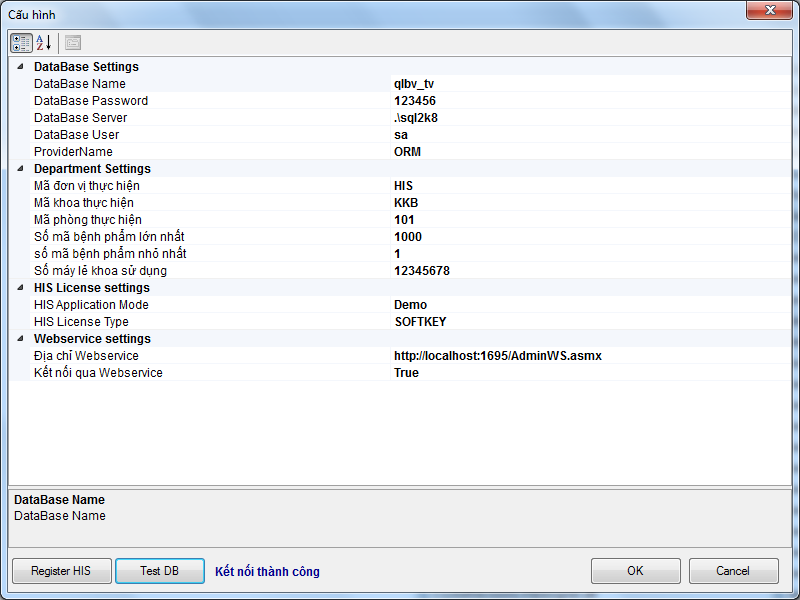 Cấu hình
DataBase Settings
DataBase Name qlbv_tv
DataBase Password 123456
DataBase Server .\sql2k8
DataBase User sa
ProviderName ORM
Department Settings
Mã đơn vị thực hiện HIS
Mã khoa thực hiện KKB
Mã phòng thực hiện 101
Số mã bệnh phẩm lớn nhất 1000
số mã bệnh phẩm nhỏ nhất 1
Số máy lẻ khoa sử dụng 12345678
HIS License settings
HIS Application Mode Demo
HIS License Type SOFTKEY
Webservice settings
Địa chỉ Webservice http://localhost:1695/AdminWS.asmx
Kết nối qua Webservice True
DataBase Name
DataBase Name
Register HIS Test DB Kết nối thành công OK Cancel